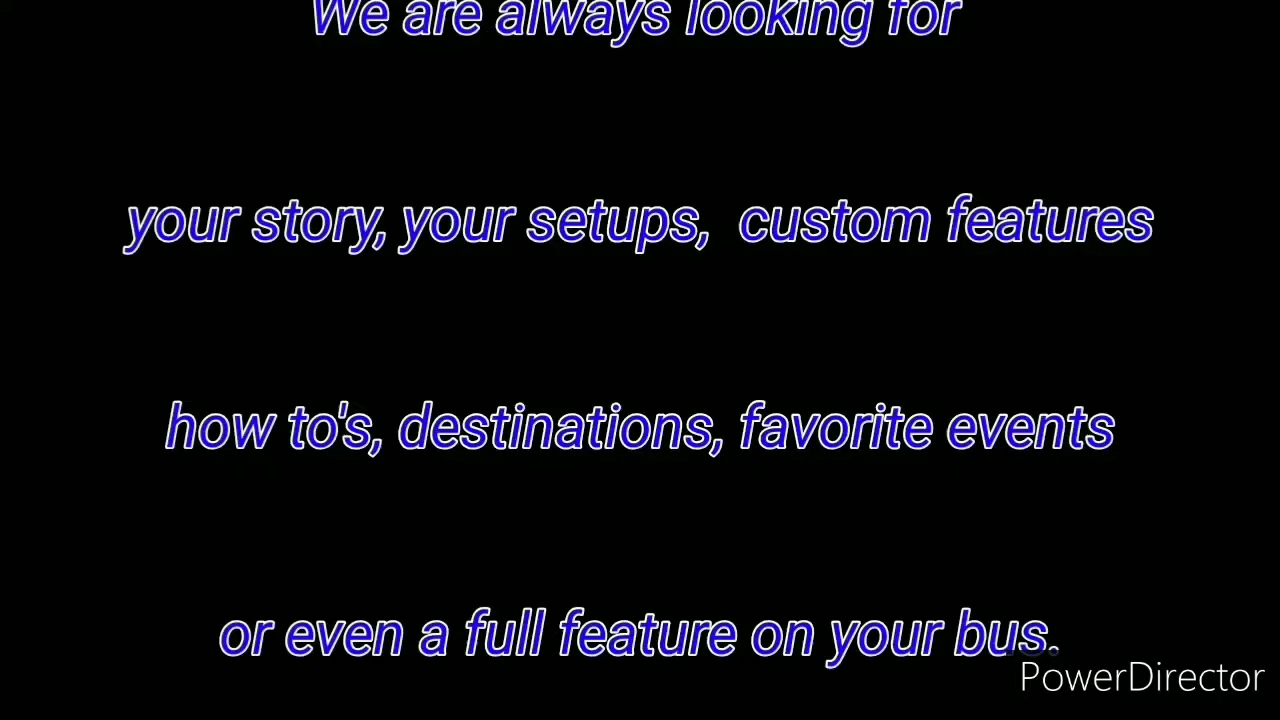 We are always looking for
your story, your setups,  custom features
how to's, destinations, favorite events
or even a full feature on your bus.
PowerDirector